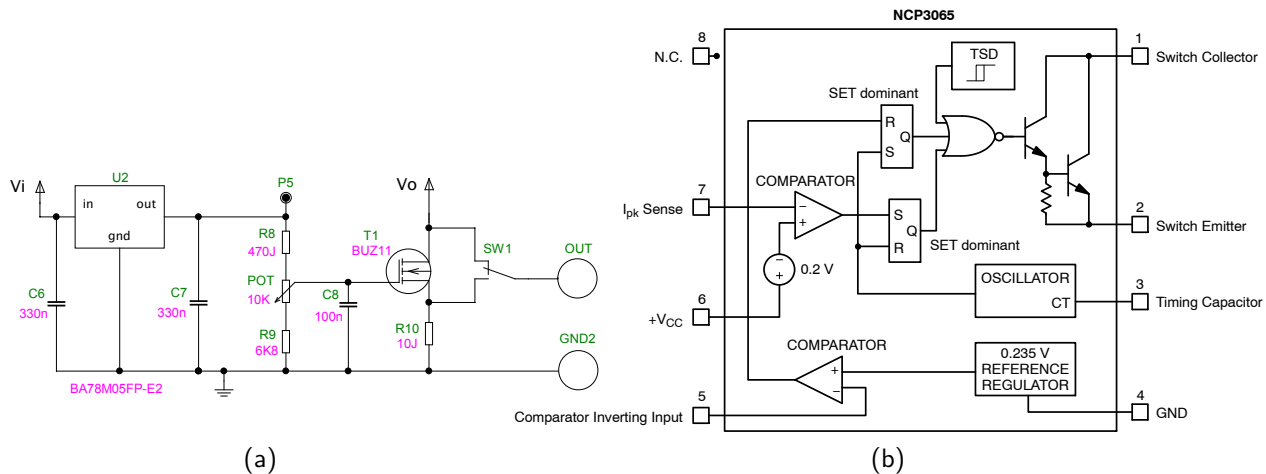 Vi
U2
in
out
gnd
C6
330n
BA78M05FP-E2
C7
330n
P5
R8
470J
POT
10K
R9
6K8
C8
100n
T1
BUZ11
Vo
R10
10J
SW1
OUT
GND2
(a)
NCP3065
8
N.C.
TSD
1
Switch Collector
SET dominant
R
Q
S
COMPARATOR
7
Ipk Sense
−
+
S
Q
R
SET dominant
2
Switch Emitter
−
+
0.2 V
OSCILLATOR
CT
3
Timing Capacitor
6
+VCC
COMPARATOR
+
−
0.235 V
REFERENCE
REGULATOR
5
Comparator Inverting Input
4
GND
(b)